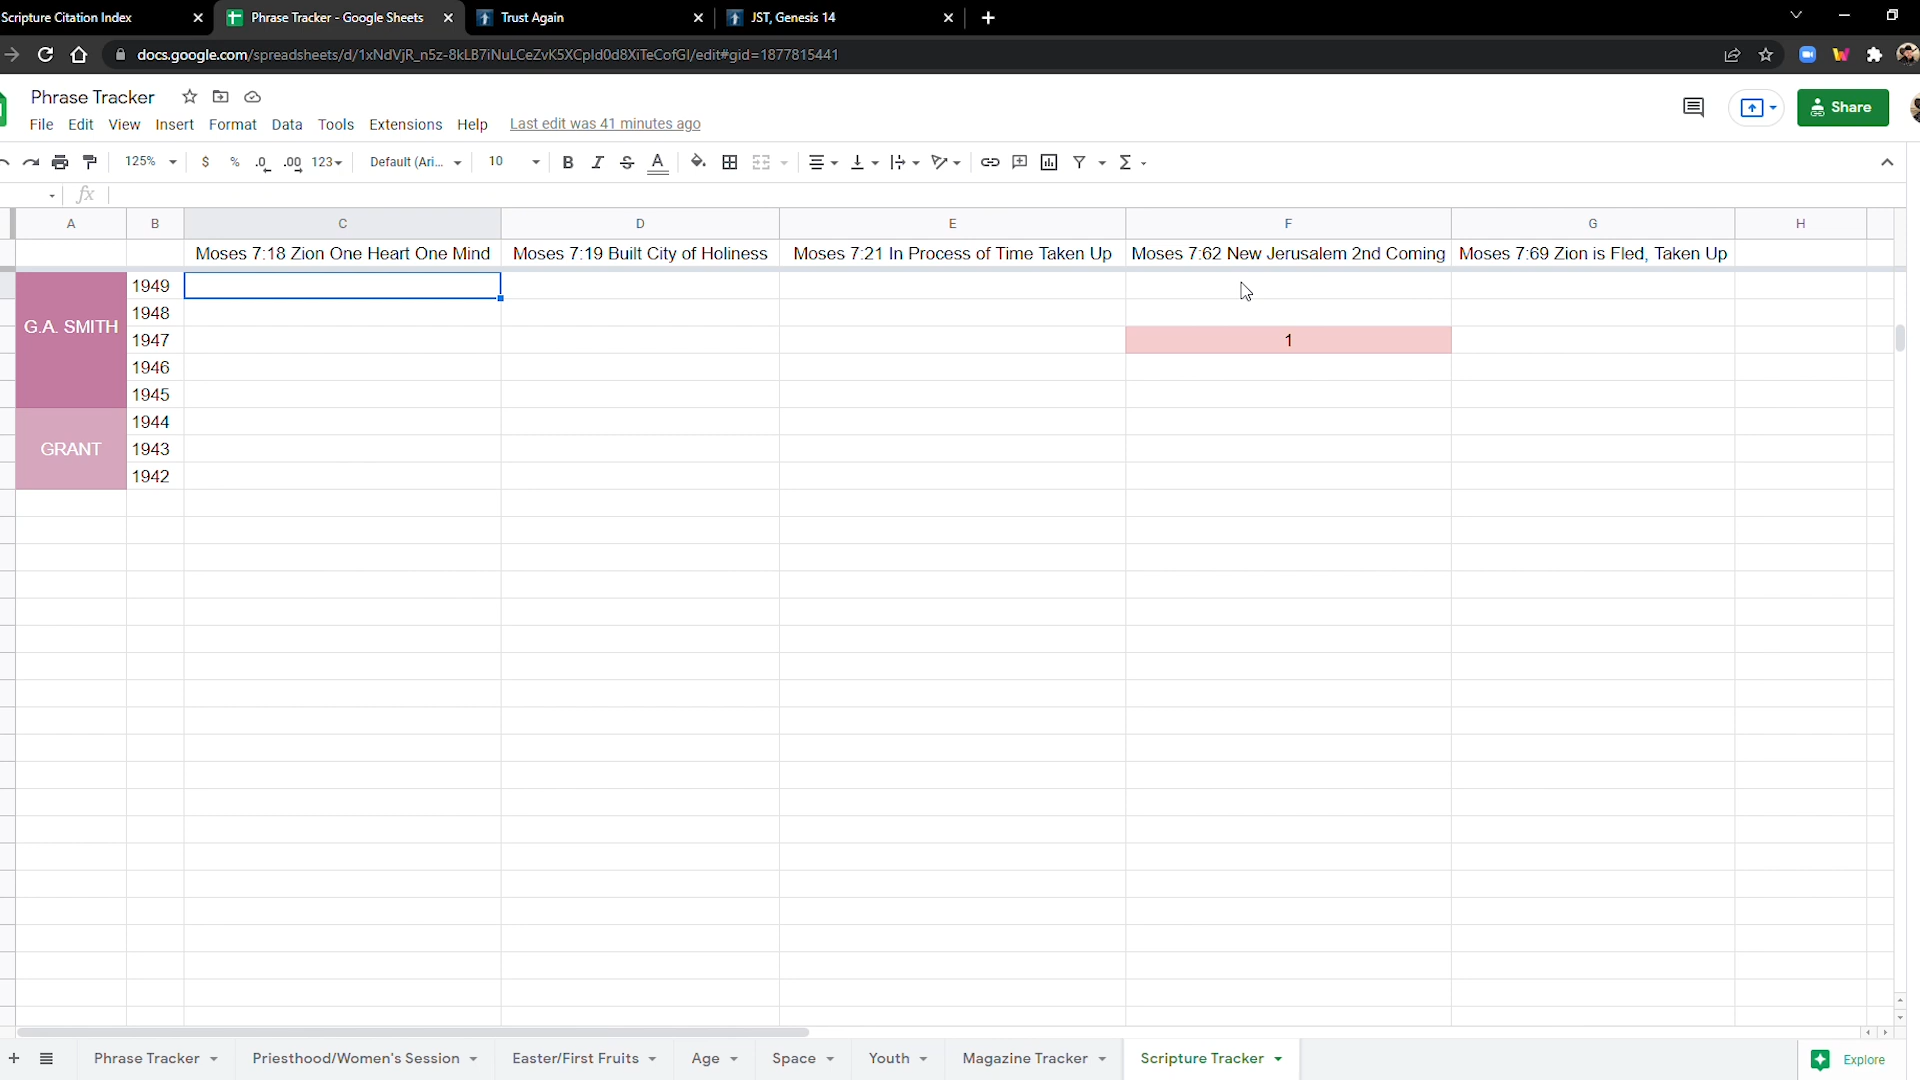 Scripture Citation Index
Phrase Tracker - Google Sheets
Trust Again
JST, Genesis 14
docs.google.com/spreadsheets/d/1xNdVjR_n5z-8kLB7iNuLCeZvK5XCpld0d8XiTeCofGI/edit#gid=1877815441
Phrase Tracker
Share
File Edit View Insert Format Data Tools Extensions Help Last edit was 41 minutes ago
125% $ % .0 .00 123 Default (Ari... 10 B I S A Σ
fx
A B C D E F G H
Moses 7:18 Zion One Heart One Mind Moses 7:19 Built City of Holiness Moses 7:21 In Process of Time Taken Up Moses 7:62 New Jerusalem 2nd Coming Moses 7:69 Zion is Fled, Taken Up
1949
1948
G.A. SMITH
1947 1
1946
1945
1944
GRANT 1943
1942
Phrase Tracker Priesthood/Women's Session Easter/First Fruits Age Space Youth Magazine Tracker Scripture Tracker Explore